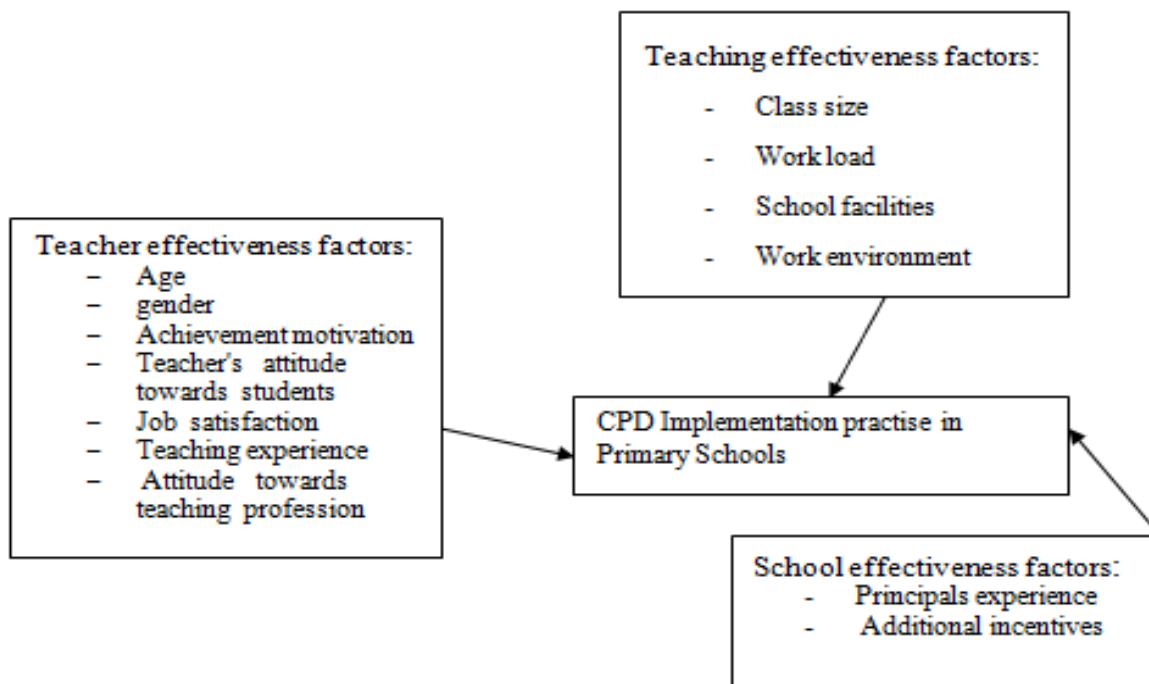 Teaching effectiveness factors:
- Class size
- Work load
- School facilities
- Work environment
Teacher effectiveness factors:
– Age
– gender
– Achievement motivation
– Teacher's attitude
towards students
– Job satisfaction
– Teaching experience
– Attitude towards
teaching profession
CPD Implementation practise in
Primary Schools
School effectiveness factors:
- Principals experience
- Additional incentives